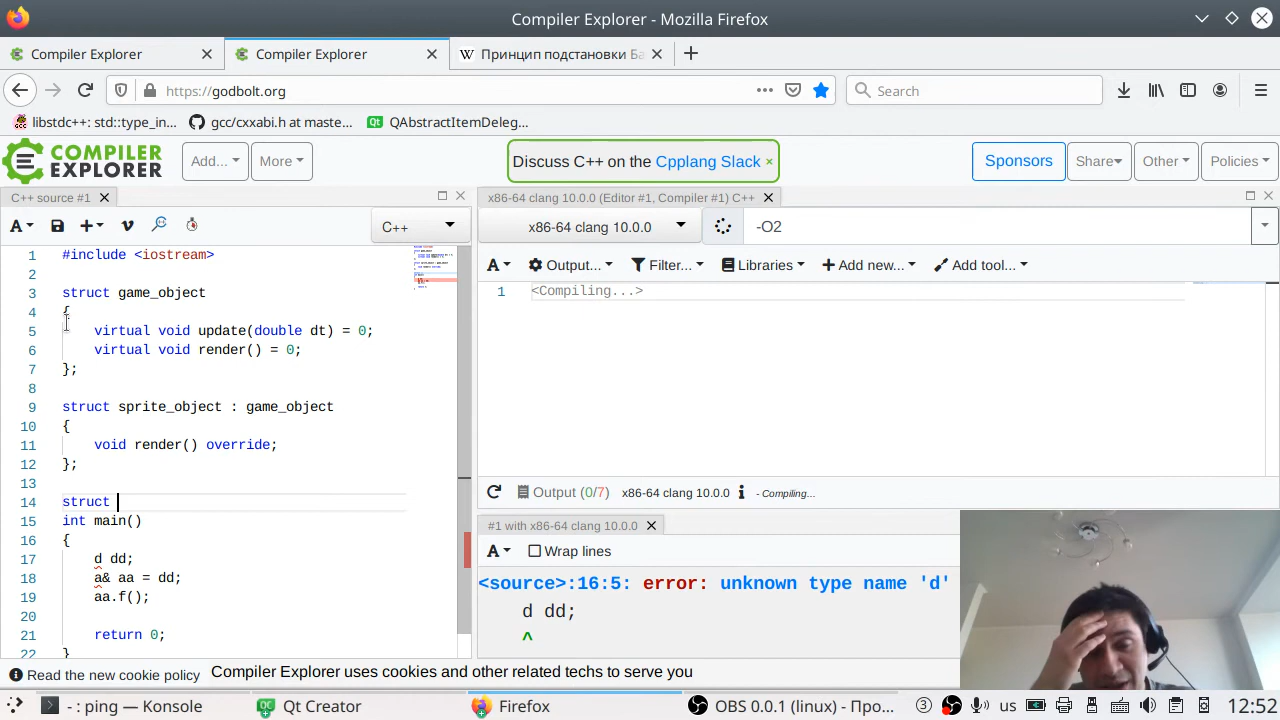 Compiler Explorer - Mozilla Firefox
Compiler Explorer
Compiler Explorer
Принцип подстановки Ба
https://godbolt.org
Search
libstdc++: std::type_in...
gcc/cxxabi.h at maste...
QAbstractItemDeleg...
COMPILER
EXPLORER
Add...
More
Discuss C++ on the Cpplang Slack ×
Sponsors
Share
Other
Policies
C++ source #1
x86-64 clang 10.0.0 (Editor #1, Compiler #1) C++
A
C++
x86-64 clang 10.0.0
-O2
A
Output...
Filter...
Libraries
Add new...
Add tool...
1 #include <iostream>
2
3 struct game_object
4 {
5 virtual void update(double dt) = 0;
6 virtual void render() = 0;
7 };
8
9 struct sprite_object : game_object
10 {
11 void render() override;
12 };
13
14 struct
15 int main()
16 {
17 d dd;
18 a& aa = dd;
19 aa.f();
20
21 return 0;
22 }
1 <Compiling...>
Output (0/7) x86-64 clang 10.0.0 - Compiling...
#1 with x86-64 clang 10.0.0
A Wrap lines
<source>:16:5: error: unknown type name 'd'
d dd;
^
Read the new cookie policy
Compiler Explorer uses cookies and other related techs to serve you
- : ping — Konsole
Qt Creator
Firefox
OBS 0.0.1 (linux) - Про...
3
us
12:52